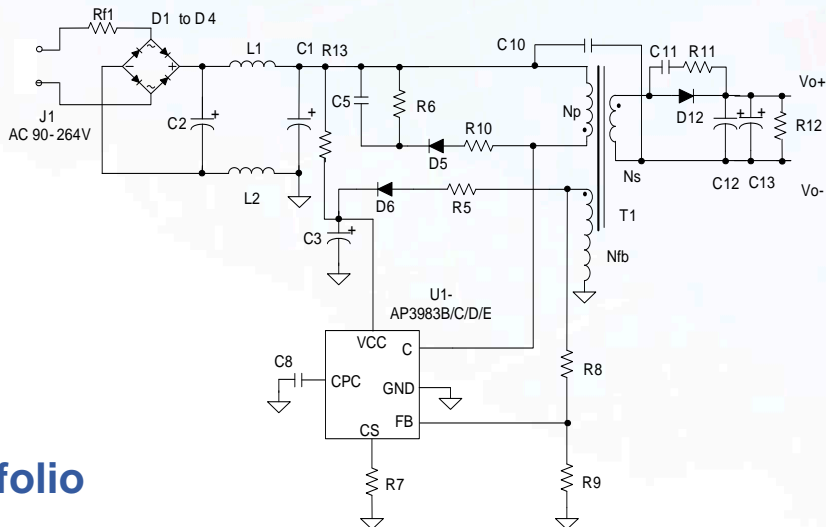 Rf1
D1 to D4
L1
C1
R13
C10
C11
R11
Vo+
J1
AC 90-264V
C2
C5
R6
Np
D12
R12
R10
D5
L2
Ns
C12
C13
Vo-
D6
R5
T1
C3
Nfb
U1-
AP3983B/C/D/E
VCC
C
C8
CPC
GND
R8
FB
CS
R7
R9
folio
+
+
+
+
+
-
+
~
~